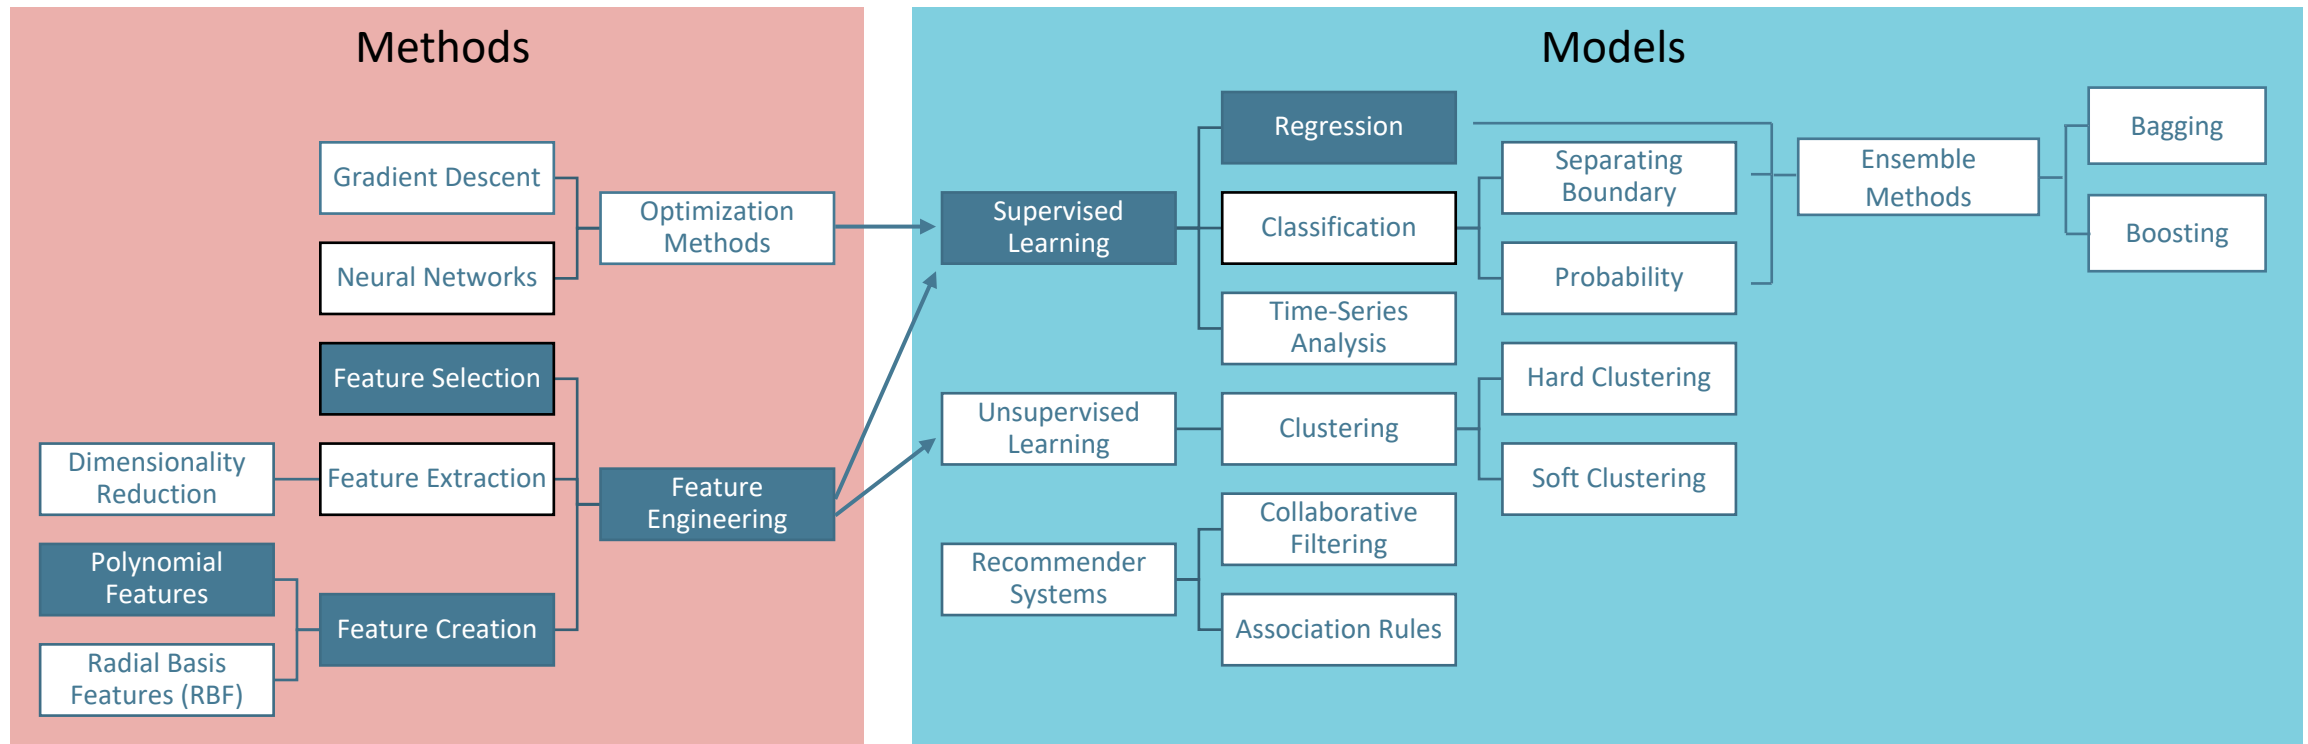 Methods
Gradient Descent
Neural Networks
Optimization
Methods
Feature Selection
Dimensionality
Reduction
Feature Extraction
Feature
Engineering
Polynomial
Features
Feature Creation
Radial Basis
Features (RBF)
Models
Supervised
Learning
Regression
Classification
Time-Series
Analysis
Separating
Boundary
Probability
Ensemble
Methods
Bagging
Boosting
Unsupervised
Learning
Clustering
Hard Clustering
Soft Clustering
Recommender
Systems
Collaborative
Filtering
Association Rules